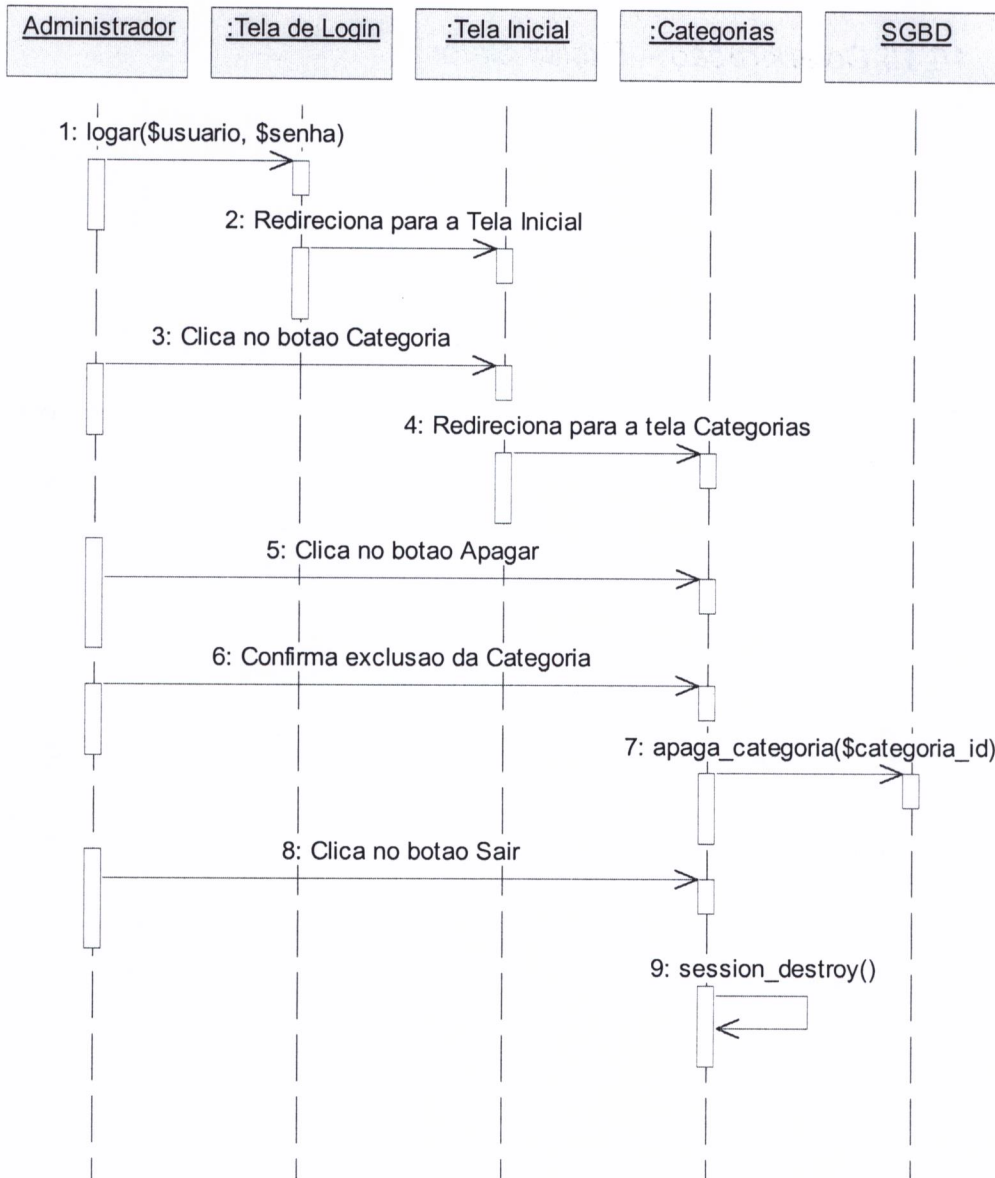 Administrador
:Tela de Login
:Tela Inicial
:Categorias
SGBD
1: logar($usuario, $senha)
2: Redireciona para a Tela Inicial
3: Clica no botao Categoria
4: Redireciona para a tela Categorias
5: Clica no botao Apagar
6: Confirma exclusao da Categoria
7: apaga_categoria($categoria_id)
8: Clica no botao Sair
9: session_destroy()